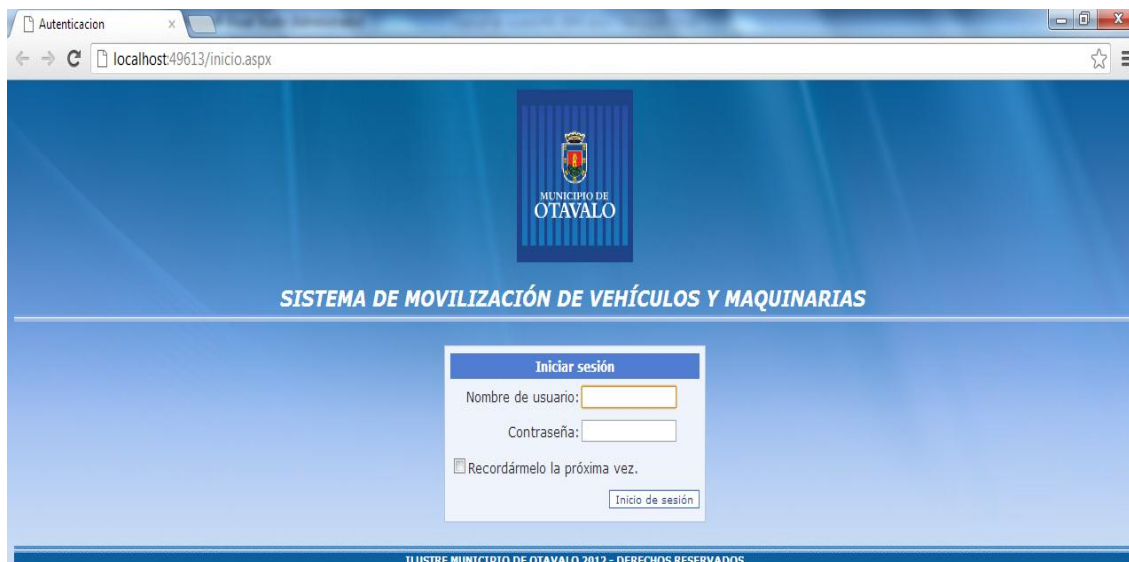 Autenticacion
localhost:49613/inicio.aspx
MUNICIPIO DE
OTAVALO
SISTEMA DE MOVILIZACIÓN DE VEHÍCULOS Y MAQUINARIAS
Iniciar sesión
Nombre de usuario:
Contraseña:
Recordármelo la próxima vez.
Inicio de sesión
ILUSTRE MUNICIPIO DE OTAVALO 2012 - DERECHOS RESERVADOS